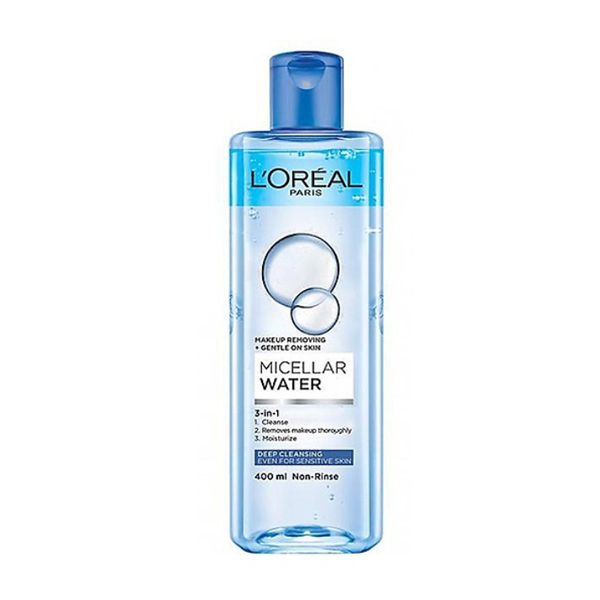 L'ORÉAL
PARIS
MAKEUP REMOVING
+ GENTLE ON SKIN
MICELLAR
WATER
3-in-1
1. Cleanse
2. Removes makeup thoroughly
3. Moisturize
DEEP CLEANSING
EVEN FOR SENSITIVE SKIN
400 ml Non-Rinse